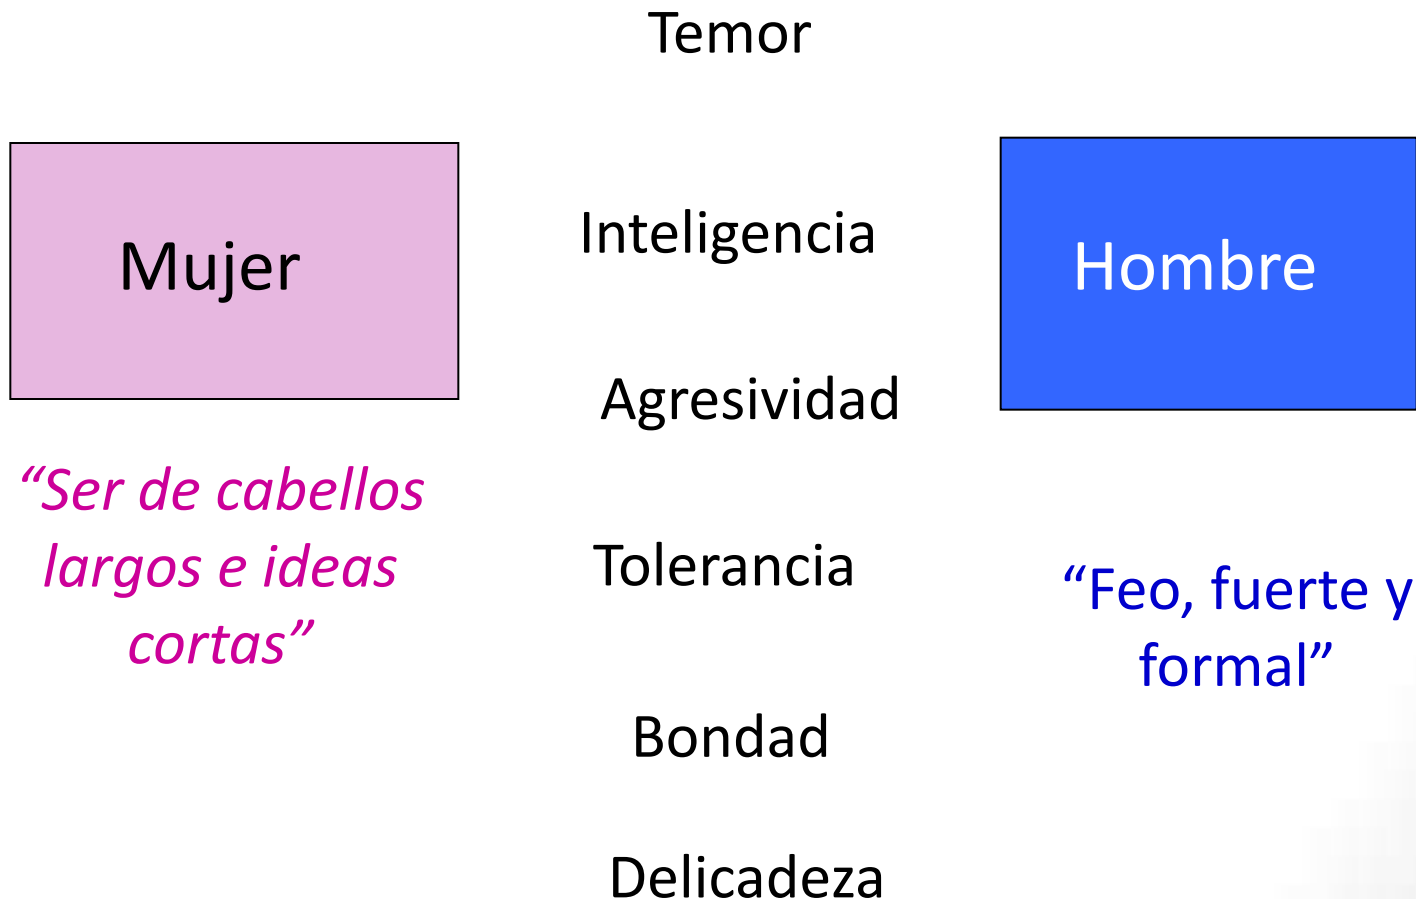 Temor
Mujer
Inteligencia
Hombre
Agresividad
“Ser de cabellos
largos e ideas
cortas”
Tolerancia
“Feo, fuerte y
formal”
Bondad
Delicadeza